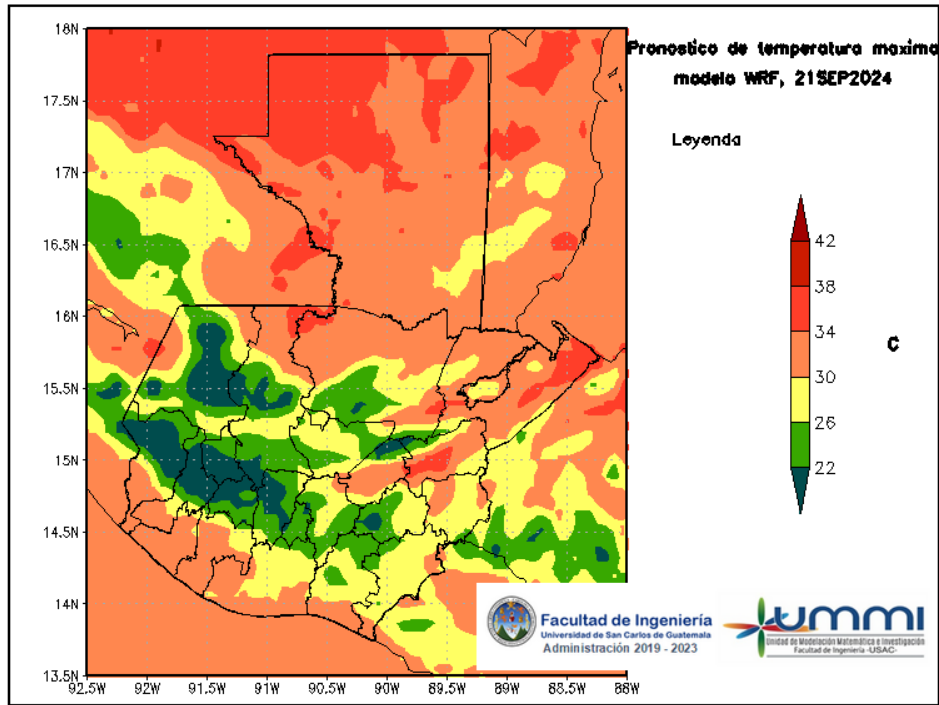 Pronostico de temperatura maxima
modelo WRF, 21SEP2024
Leyenda
18N
17.5N
17N
16.5N
16N
15.5N
15N
14.5N
14N
13.5N
92.5W
92W
91.5W
91W
90.5W
90W
89.5W
89W
88.5W
88W
42
38
34
30
26
22
C
Facultad de Ingeniería
Universidad de San Carlos de Guatemala
Administración 2019 - 2023
ummi
Unidad de Modelación Matemática e Investigación
Facultad de Ingeniería -USAC-